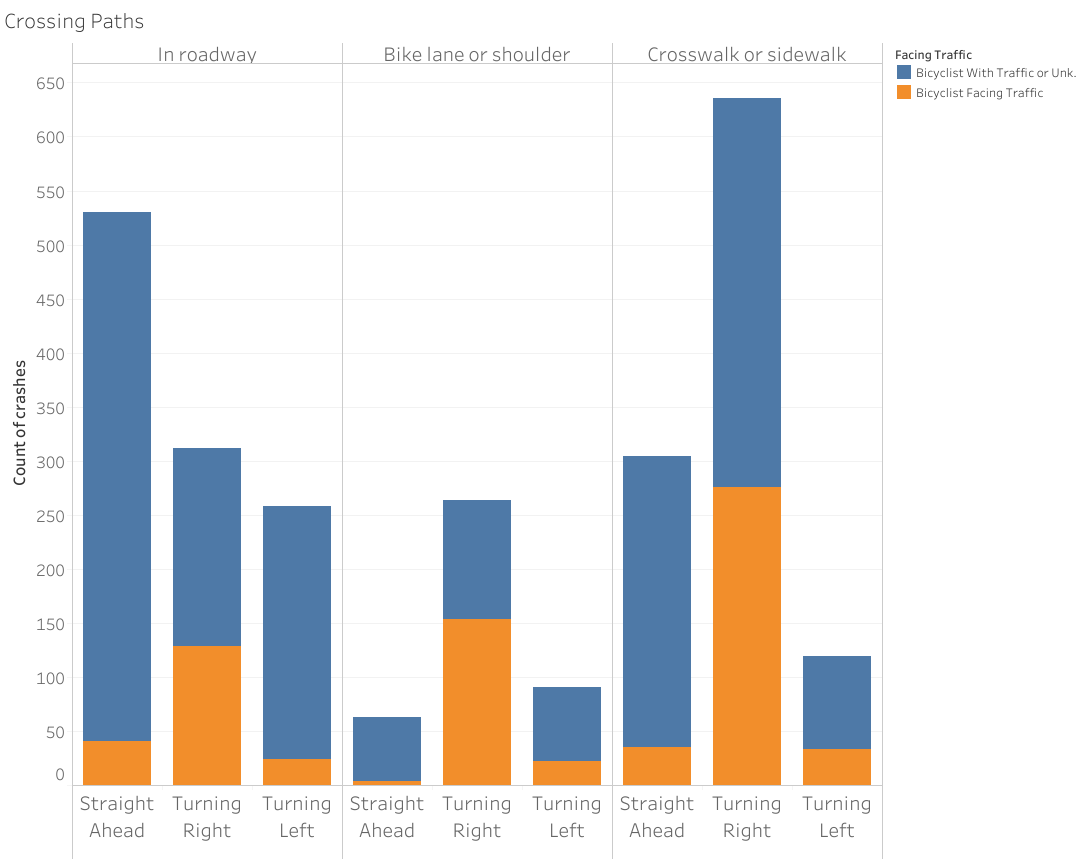 Crossing Paths
In roadway
Bike lane or shoulder
Crosswalk or sidewalk
Facing Traffic
Bicyclist With Traffic or Unk.
Bicyclist Facing Traffic
Count of crashes
650
600
550
500
450
400
350
300
250
200
150
100
50
0
Straight
Ahead
Turning
Right
Turning
Left
Straight
Ahead
Turning
Right
Turning
Left
Straight
Ahead
Turning
Right
Turning
Left